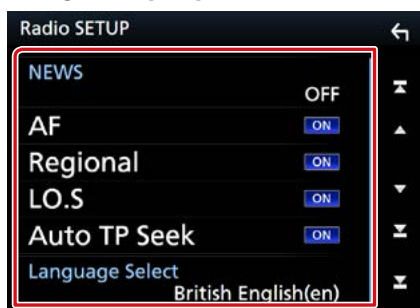 Radio SETUP
NEWS
OFF
AF ON
Regional ON
LO.S ON
Auto TP Seek ON
Language Select
British English(en)